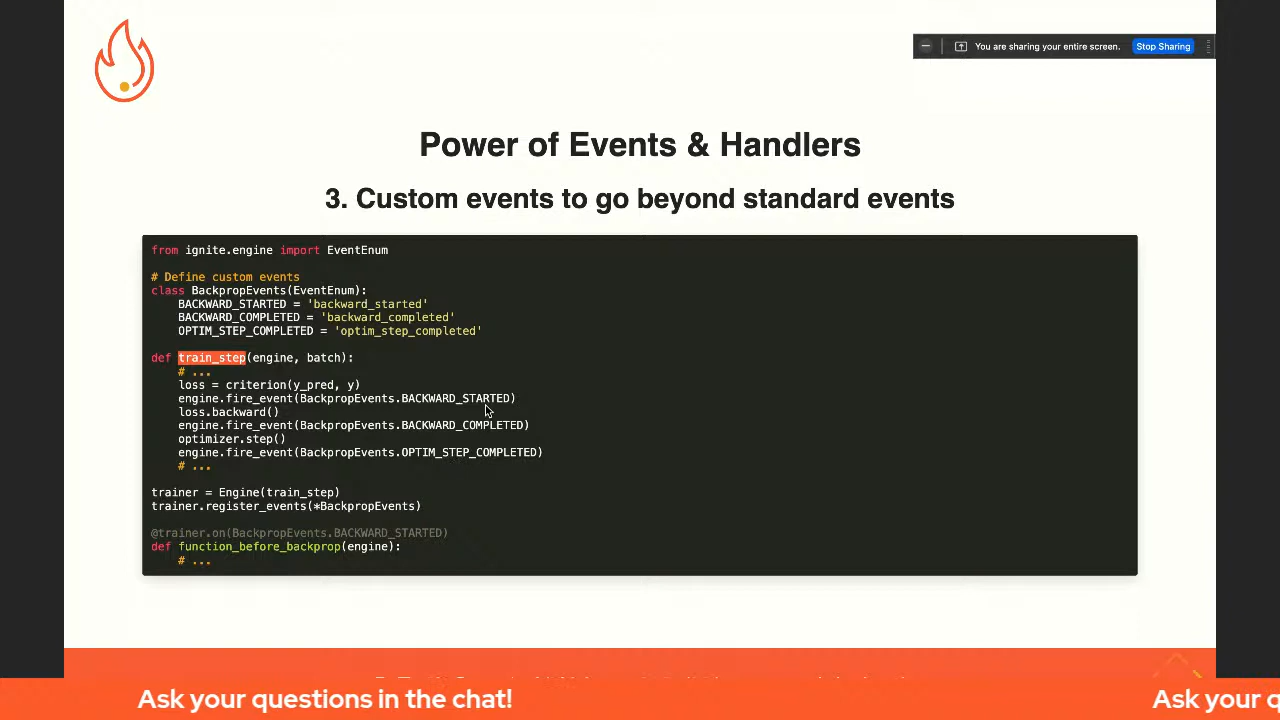 You are sharing your entire screen. Stop Sharing
Power of Events & Handlers
3. Custom events to go beyond standard events
from ignite.engine import EventEnum
# Define custom events
class BackpropEvents(EventEnum):
    BACKWARD_STARTED = 'backward_started'
    BACKWARD_COMPLETED = 'backward_completed'
    OPTIM_STEP_COMPLETED = 'optim_step_completed'
def train_step(engine, batch):
    # ...
    loss = criterion(y_pred, y)
    engine.fire_event(BackpropEvents.BACKWARD_STARTED)
    loss.backward()
    engine.fire_event(BackpropEvents.BACKWARD_COMPLETED)
    optimizer.step()
    engine.fire_event(BackpropEvents.OPTIM_STEP_COMPLETED)
    # ...
trainer = Engine(train_step)
trainer.register_events(*BackpropEvents)
@trainer.on(BackpropEvents.BACKWARD_STARTED)
def function_before_backprop(engine):
    # ...
Ask your questions in the chat! Ask your